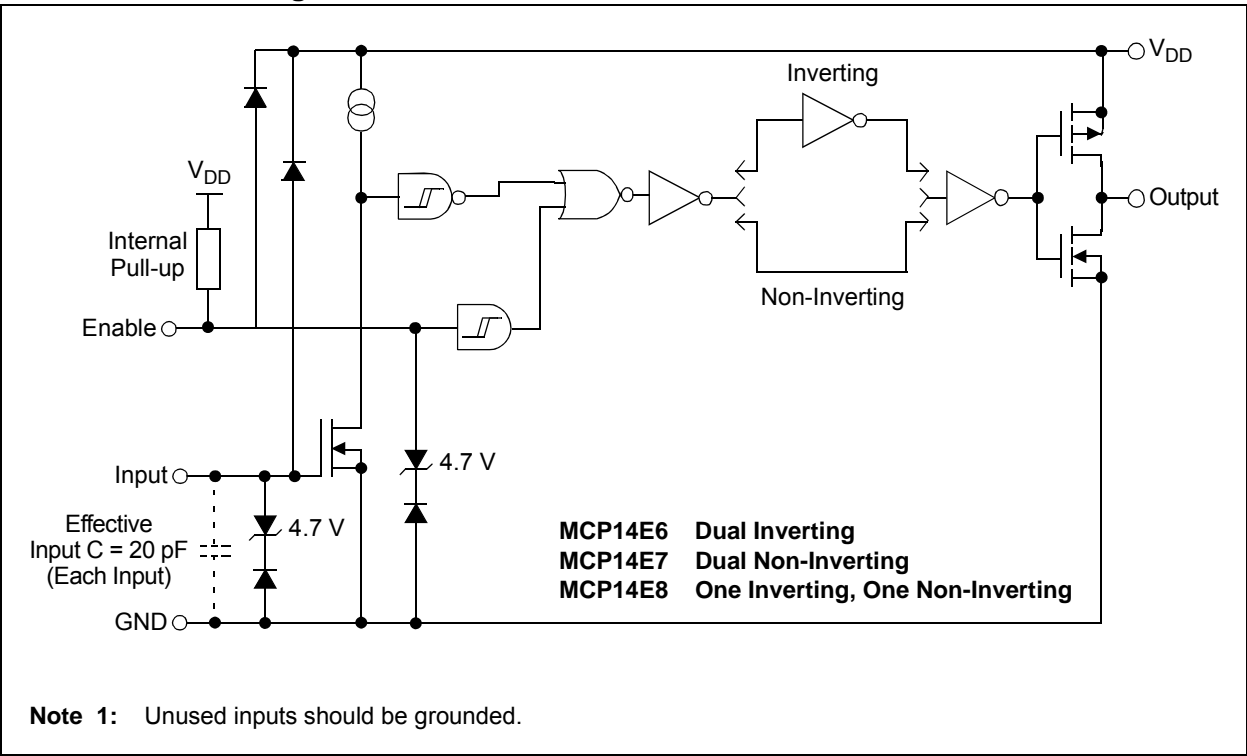 V_DD
Inverting
V_DD
Internal
Pull-up
Output
Non-Inverting
Enable
Input
4.7 V
Effective
Input C = 20 pF
(Each Input)
4.7 V
MCP14E6 Dual Inverting
MCP14E7 Dual Non-Inverting
MCP14E8 One Inverting, One Non-Inverting
GND
Note 1: Unused inputs should be grounded.